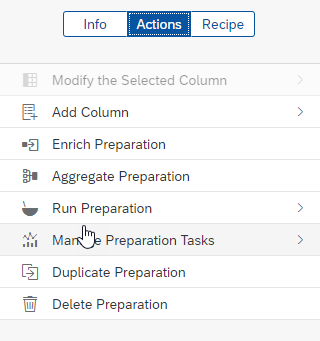 Info Actions Recipe
Modify the Selected Column
Add Column
Enrich Preparation
Aggregate Preparation
Run Preparation
Manage Preparation Tasks
Duplicate Preparation
Delete Preparation